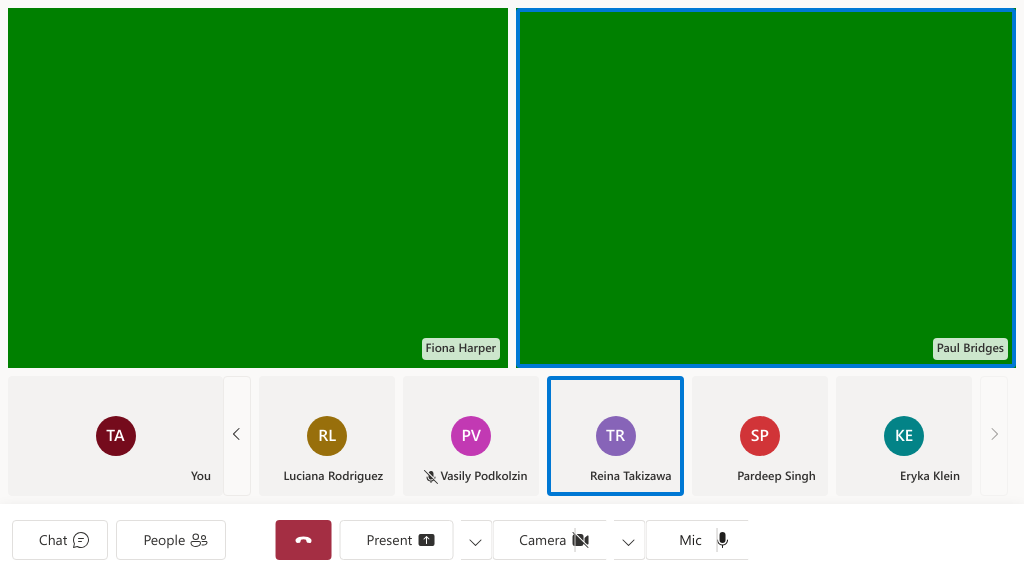 Fiona Harper
Paul Bridges
TA
You
RL
Luciana Rodriguez
PV
Vasily Podkolzin
TR
Reina Takizawa
SP
Pardeep Singh
KE
Eryka Klein
Chat
People
Present
Camera
Mic